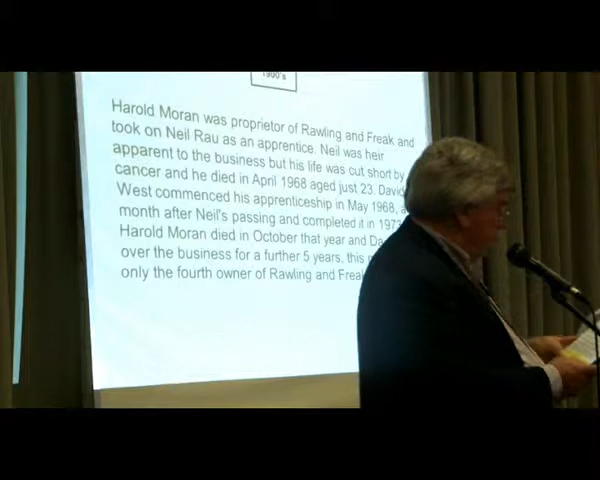 1900's
Harold Moran was proprietor of Rawling and Freak and
took on Neil Rau as an apprentice. Neil was heir
apparent to the business but his life was cut short by
cancer and he died in April 1968 aged just 23. David
West commenced his apprenticeship in May 1968, a
month after Neil's passing and completed it in 1973
Harold Moran died in October that year and
over the business for a further 5 years, this
only the fourth owner of Rawling and Freak